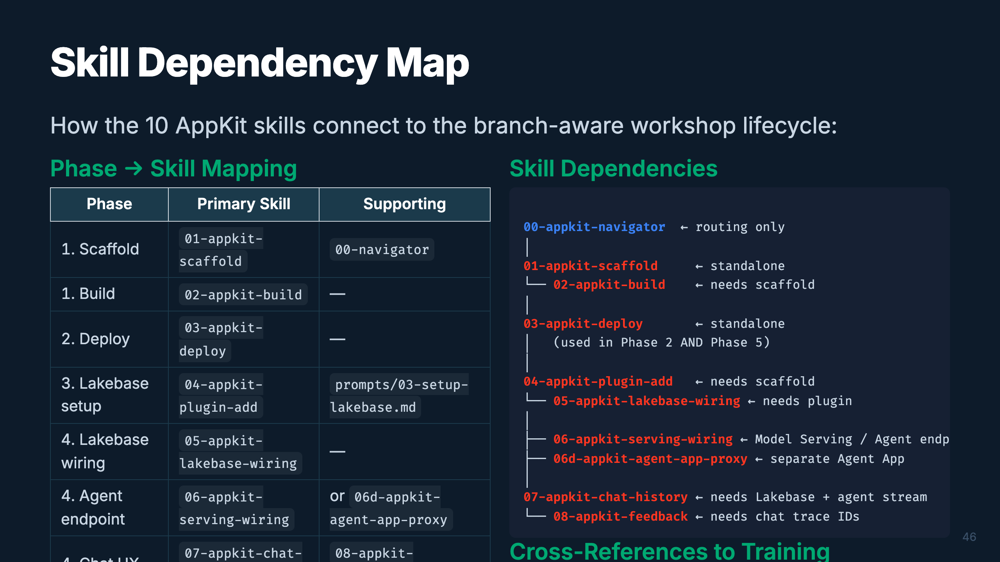 Skill Dependency Map
How the 10 AppKit skills connect to the branch-aware workshop lifecycle:
Phase → Skill Mapping
Phase Primary Skill Supporting
1. Scaffold 01-appkit-
scaffold 00-navigator
1. Build 02-appkit-build —
2. Deploy 03-appkit-
deploy —
3. Lakebase 04-appkit- prompts/03-setup-
setup plugin-add lakebase.md
4. Lakebase 05-appkit-
wiring lakebase-wiring —
4. Agent 06-appkit- or 06d-appkit-
endpoint serving-wiring agent-app-proxy
4. Chat UX 07-appkit-chat- 08-appkit-
Skill Dependencies
00-appkit-navigator ← routing only
│
01-appkit-scaffold ← standalone
└── 02-appkit-build ← needs scaffold
│
03-appkit-deploy ← standalone
│ (used in Phase 2 AND Phase 5)
│
04-appkit-plugin-add ← needs scaffold
└── 05-appkit-lakebase-wiring ← needs plugin
│
├── 06-appkit-serving-wiring ← Model Serving / Agent endp
├── 06d-appkit-agent-app-proxy ← separate Agent App
│
07-appkit-chat-history ← needs Lakebase + agent stream
└── 08-appkit-feedback ← needs chat trace IDs
Cross-References to Training
46